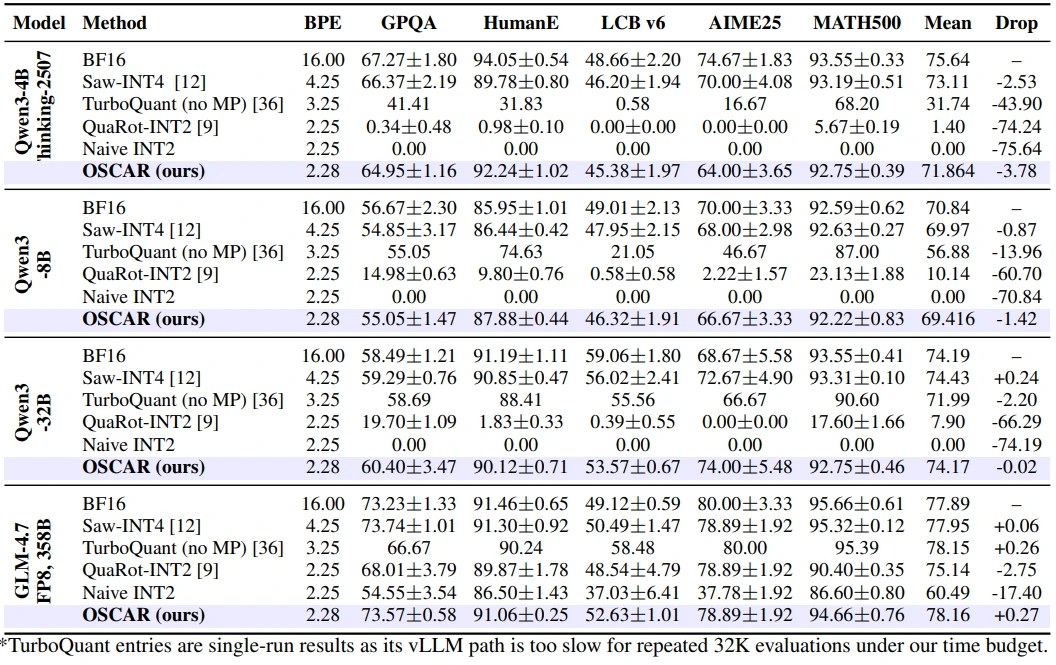 Model Method BPE GPQA HumanE LCB v6 AIME25 MATH500 Mean Drop
Qwen3-4B
Thinking-2507
BF16 16.00 67.27±1.80 94.05±0.54 48.66±2.20 74.67±1.83 93.55±0.33 75.64 –
Saw-INT4 [12] 4.25 66.37±2.19 89.78±0.80 46.20±1.94 70.00±4.08 93.19±0.51 73.11 -2.53
TurboQuant (no MP) [36] 3.25 41.41 31.83 0.58 16.67 68.20 31.74 -43.90
QuaRot-INT2 [9] 2.25 0.34±0.48 0.98±0.10 0.00±0.00 0.00±0.00 5.67±0.19 1.40 -74.24
Naive INT2 2.25 0.00 0.00 0.00 0.00 0.00 0.00 -75.64
OSCAR (ours) 2.28 64.95±1.16 92.24±1.02 45.38±1.97 64.00±3.65 92.75±0.39 71.864 -3.78
Qwen3
-8B
BF16 16.00 56.67±2.30 85.95±1.01 49.01±2.13 70.00±3.33 92.59±0.62 70.84 –
Saw-INT4 [12] 4.25 54.85±3.17 86.44±0.42 47.95±2.15 68.00±2.98 92.63±0.27 69.97 -0.87
TurboQuant (no MP) [36] 3.25 55.05 74.63 21.05 46.67 87.00 56.88 -13.96
QuaRot-INT2 [9] 2.25 14.98±0.63 9.80±0.76 0.58±0.58 2.22±1.57 23.13±1.88 10.14 -60.70
Naive INT2 2.25 0.00 0.00 0.00 0.00 0.00 0.00 -70.84
OSCAR (ours) 2.28 55.05±1.47 87.88±0.44 46.32±1.91 66.67±3.33 92.22±0.83 69.416 -1.42
Qwen3
-32B
BF16 16.00 58.49±1.21 91.19±1.11 59.06±1.80 68.67±5.58 93.55±0.41 74.19 –
Saw-INT4 [12] 4.25 59.29±0.76 90.85±0.47 56.02±2.41 72.67±4.90 93.31±0.10 74.43 +0.24
TurboQuant (no MP) [36] 3.25 58.69 88.41 55.56 66.67 90.60 71.99 -2.20
QuaRot-INT2 [9] 2.25 19.70±1.09 1.83±0.33 0.39±0.55 0.00±0.00 17.60±1.66 7.90 -66.29
Naive INT2 2.25 0.00 0.00 0.00 0.00 0.00 0.00 -74.19
OSCAR (ours) 2.28 60.40±3.47 90.12±0.71 53.57±0.67 74.00±5.48 92.75±0.46 74.17 -0.02
GLM-4.7
FP8, 358B
BF16 16.00 73.23±1.33 91.46±0.65 49.12±0.59 80.00±3.33 95.66±0.61 77.89 –
Saw-INT4 [12] 4.25 73.74±1.01 91.30±0.92 50.49±1.47 78.89±1.92 95.32±0.12 77.95 +0.06
TurboQuant (no MP) [36] 3.25 66.67 90.24 58.48 80.00 95.39 78.15 +0.26
QuaRot-INT2 [9] 2.25 68.01±3.79 89.87±1.78 48.54±4.79 78.89±1.92 90.40±0.35 75.14 -2.75
Naive INT2 2.25 54.55±3.54 86.50±1.43 37.03±6.41 37.78±1.92 86.60±0.80 60.49 -17.40
OSCAR (ours) 2.28 73.57±0.58 91.06±0.25 52.63±1.01 78.89±1.92 94.66±0.76 78.16 +0.27
*TurboQuant entries are single-run results as its vLLM path is too slow for repeated 32K evaluations under our time budget.